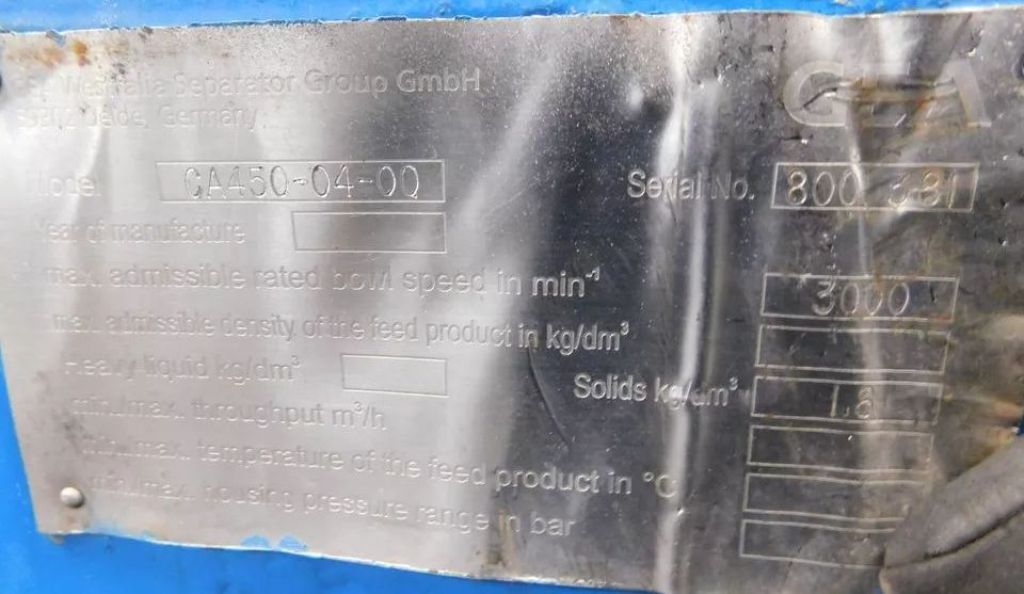 Westfalia Separator Group GmbH
GEA
Oelde, Germany
Model CA450-04-00 Serial No.
Year of manufacture
max. admissible rated bowl speed in min⁻¹ 3000
max. admissible density of the feed product in kg/dm³
Heavy liquid kg/dm³ Solids kg/dm³ 1.6
min./max. throughput m³/h
min./max. temperature of the feed product in °C
min./max. housing pressure range in bar